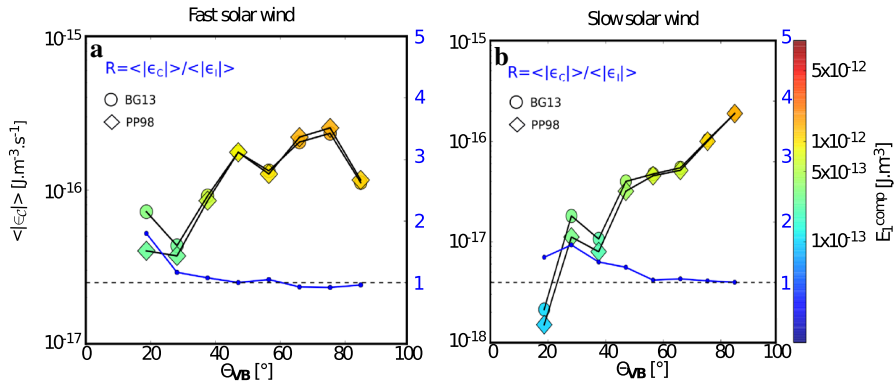 Fast solar wind
a
R=<|ϵC|>/<|ϵI|>
BG13
PP98
<|ϵC|> [J.m-3.s-1]
10-15
10-16
10-17
5
4
3
2
1
0 20 40 60 80 100
ΘVB [°]
Slow solar wind
b
R=<|ϵC|>/<|ϵI|>
BG13
PP98
10-15
10-16
10-17
10-18
5
4
3
2
1
0 20 40 60 80 100
ΘVB [°]
5x10-12
1x10-12
5x10-13
1x10-13